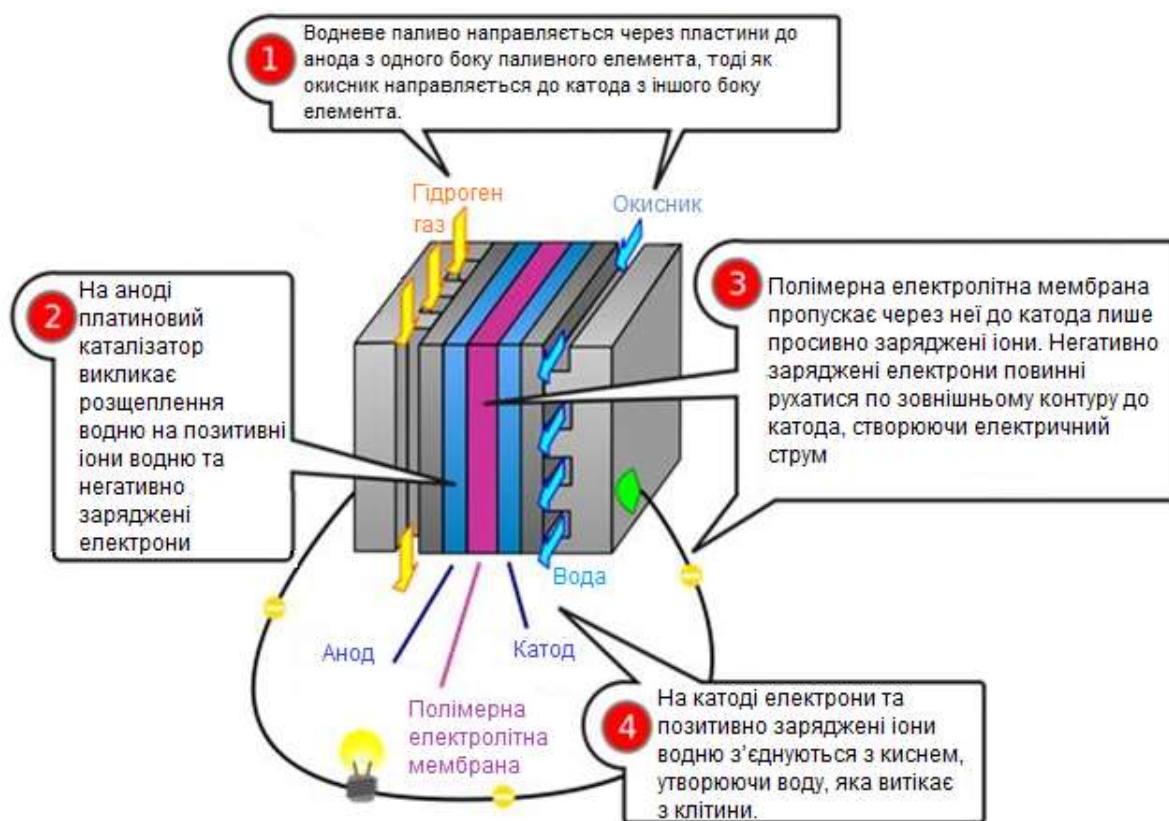 1
Водневе паливо направляється через пластини до
анода з одного боку паливного елемента, тоді як
окисник направляється до катода з іншого боку
елемента.
Гідроген
газ
Окисник
2
На аноді
платиновий
каталізатор
викликає
розщеплення
водню на позитивні
іони водню та
негативно
заряджені
електрони
3
Полімерна електролітна мембрана
пропускає через неї до катода лише
просивно заряджені іони. Негативно
заряджені електрони повинні
рухатися по зовнішньому контуру до
катода, створюючи електричний
струм
Вода
Анод
Катод
Полімерна
електролітна
мембрана
4
На катоді електрони та
позитивно заряджені іони
водню з’єднуються з киснем,
утворюючи воду, яка витікає
з клітини.